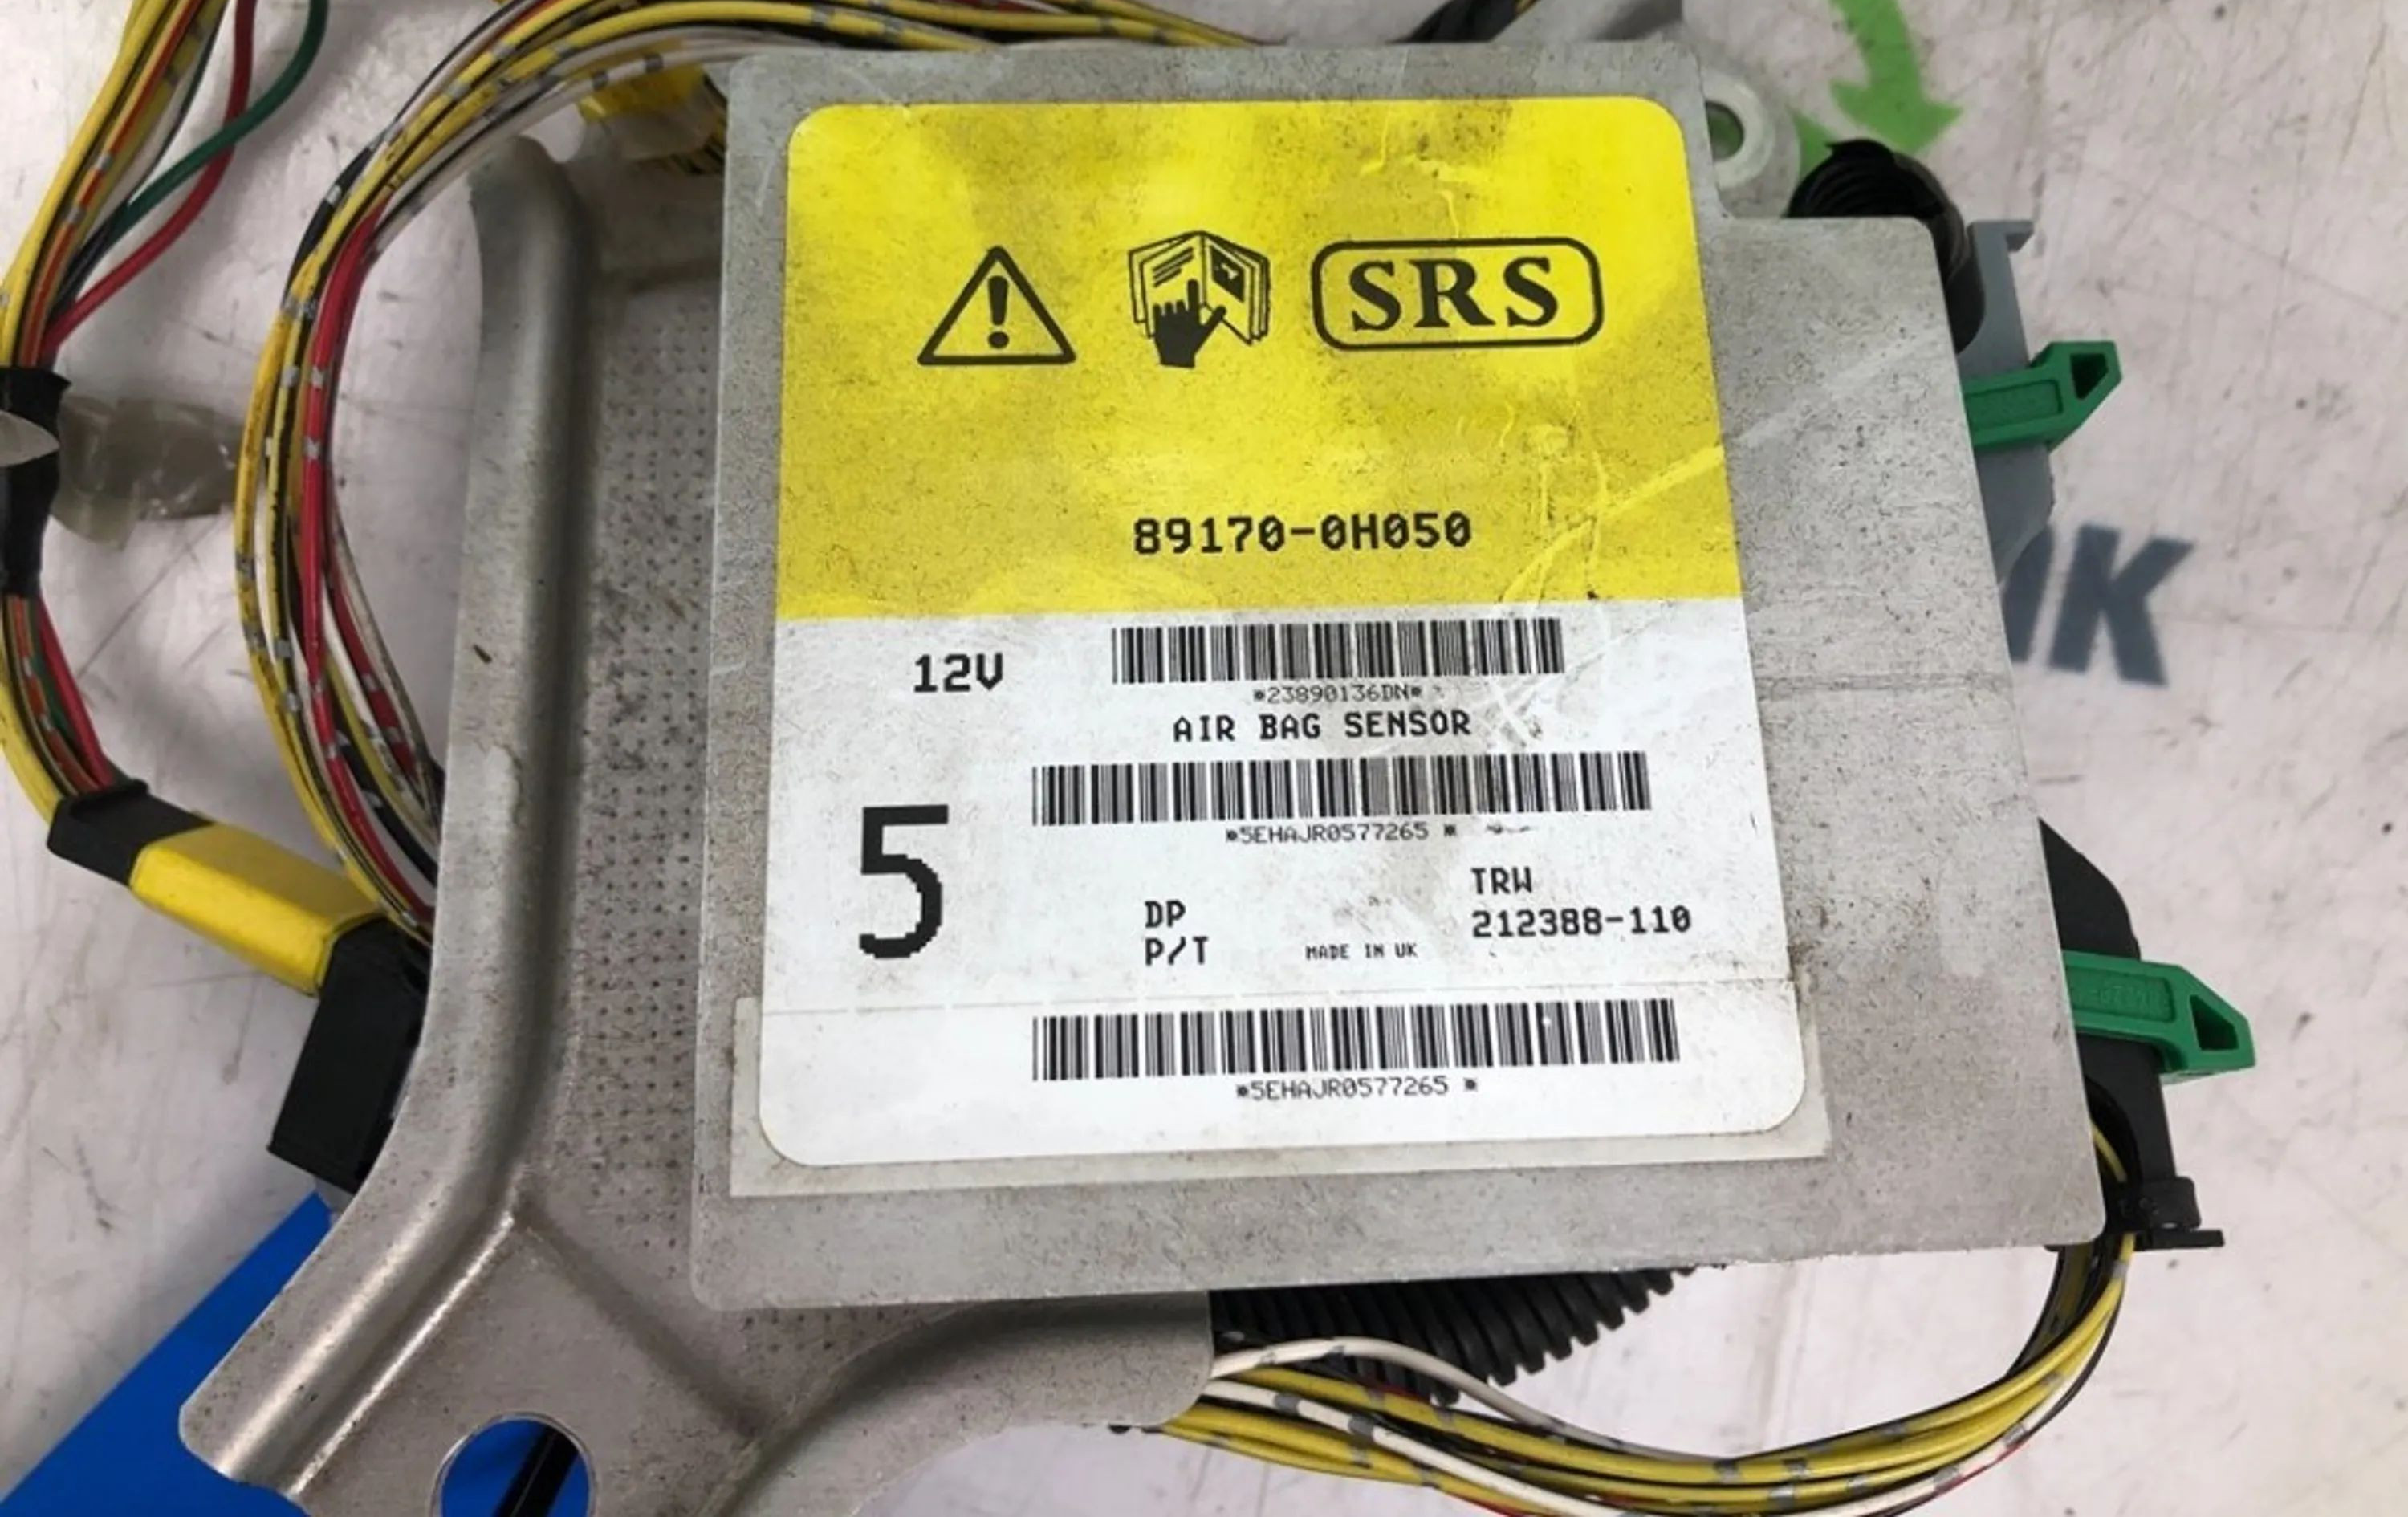 SRS
89170-0H050
12V
*23890136DN*
AIR BAG SENSOR
5
*5EHAJR0577265 *
TRW
DP
212388-110
P/T
MADE IN UK
*5EHAJR0577265 *